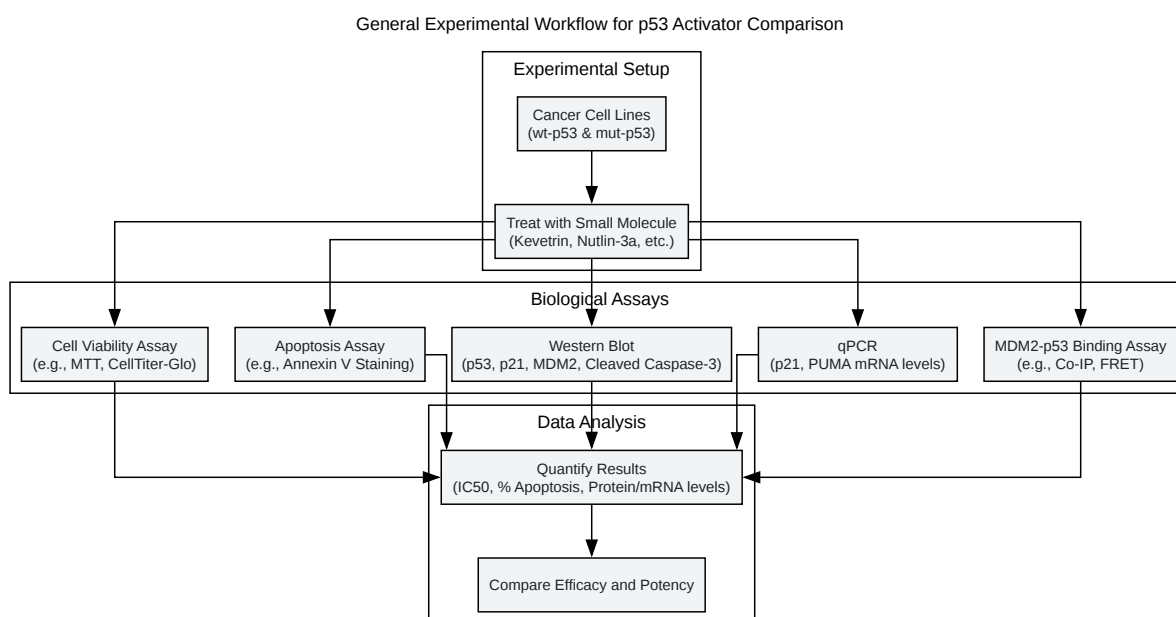 General Experimental Workflow for p53 Activator Comparison
Experimental Setup
Cancer Cell Lines
(wt-p53 & mut-p53)
Treat with Small Molecule
(Kevetrin, Nutlin-3a, etc.)
Biological Assays
Cell Viability Assay
(e.g., MTT, CellTiter-Glo)
Apoptosis Assay
(e.g., Annexin V Staining)
Western Blot
(p53, p21, MDM2, Cleaved Caspase-3)
qPCR
(p21, PUMA mRNA levels)
MDM2-p53 Binding Assay
(e.g., Co-IP, FRET)
Data Analysis
Quantify Results
(IC50, % Apoptosis, Protein/mRNA levels)
Compare Efficacy and Potency